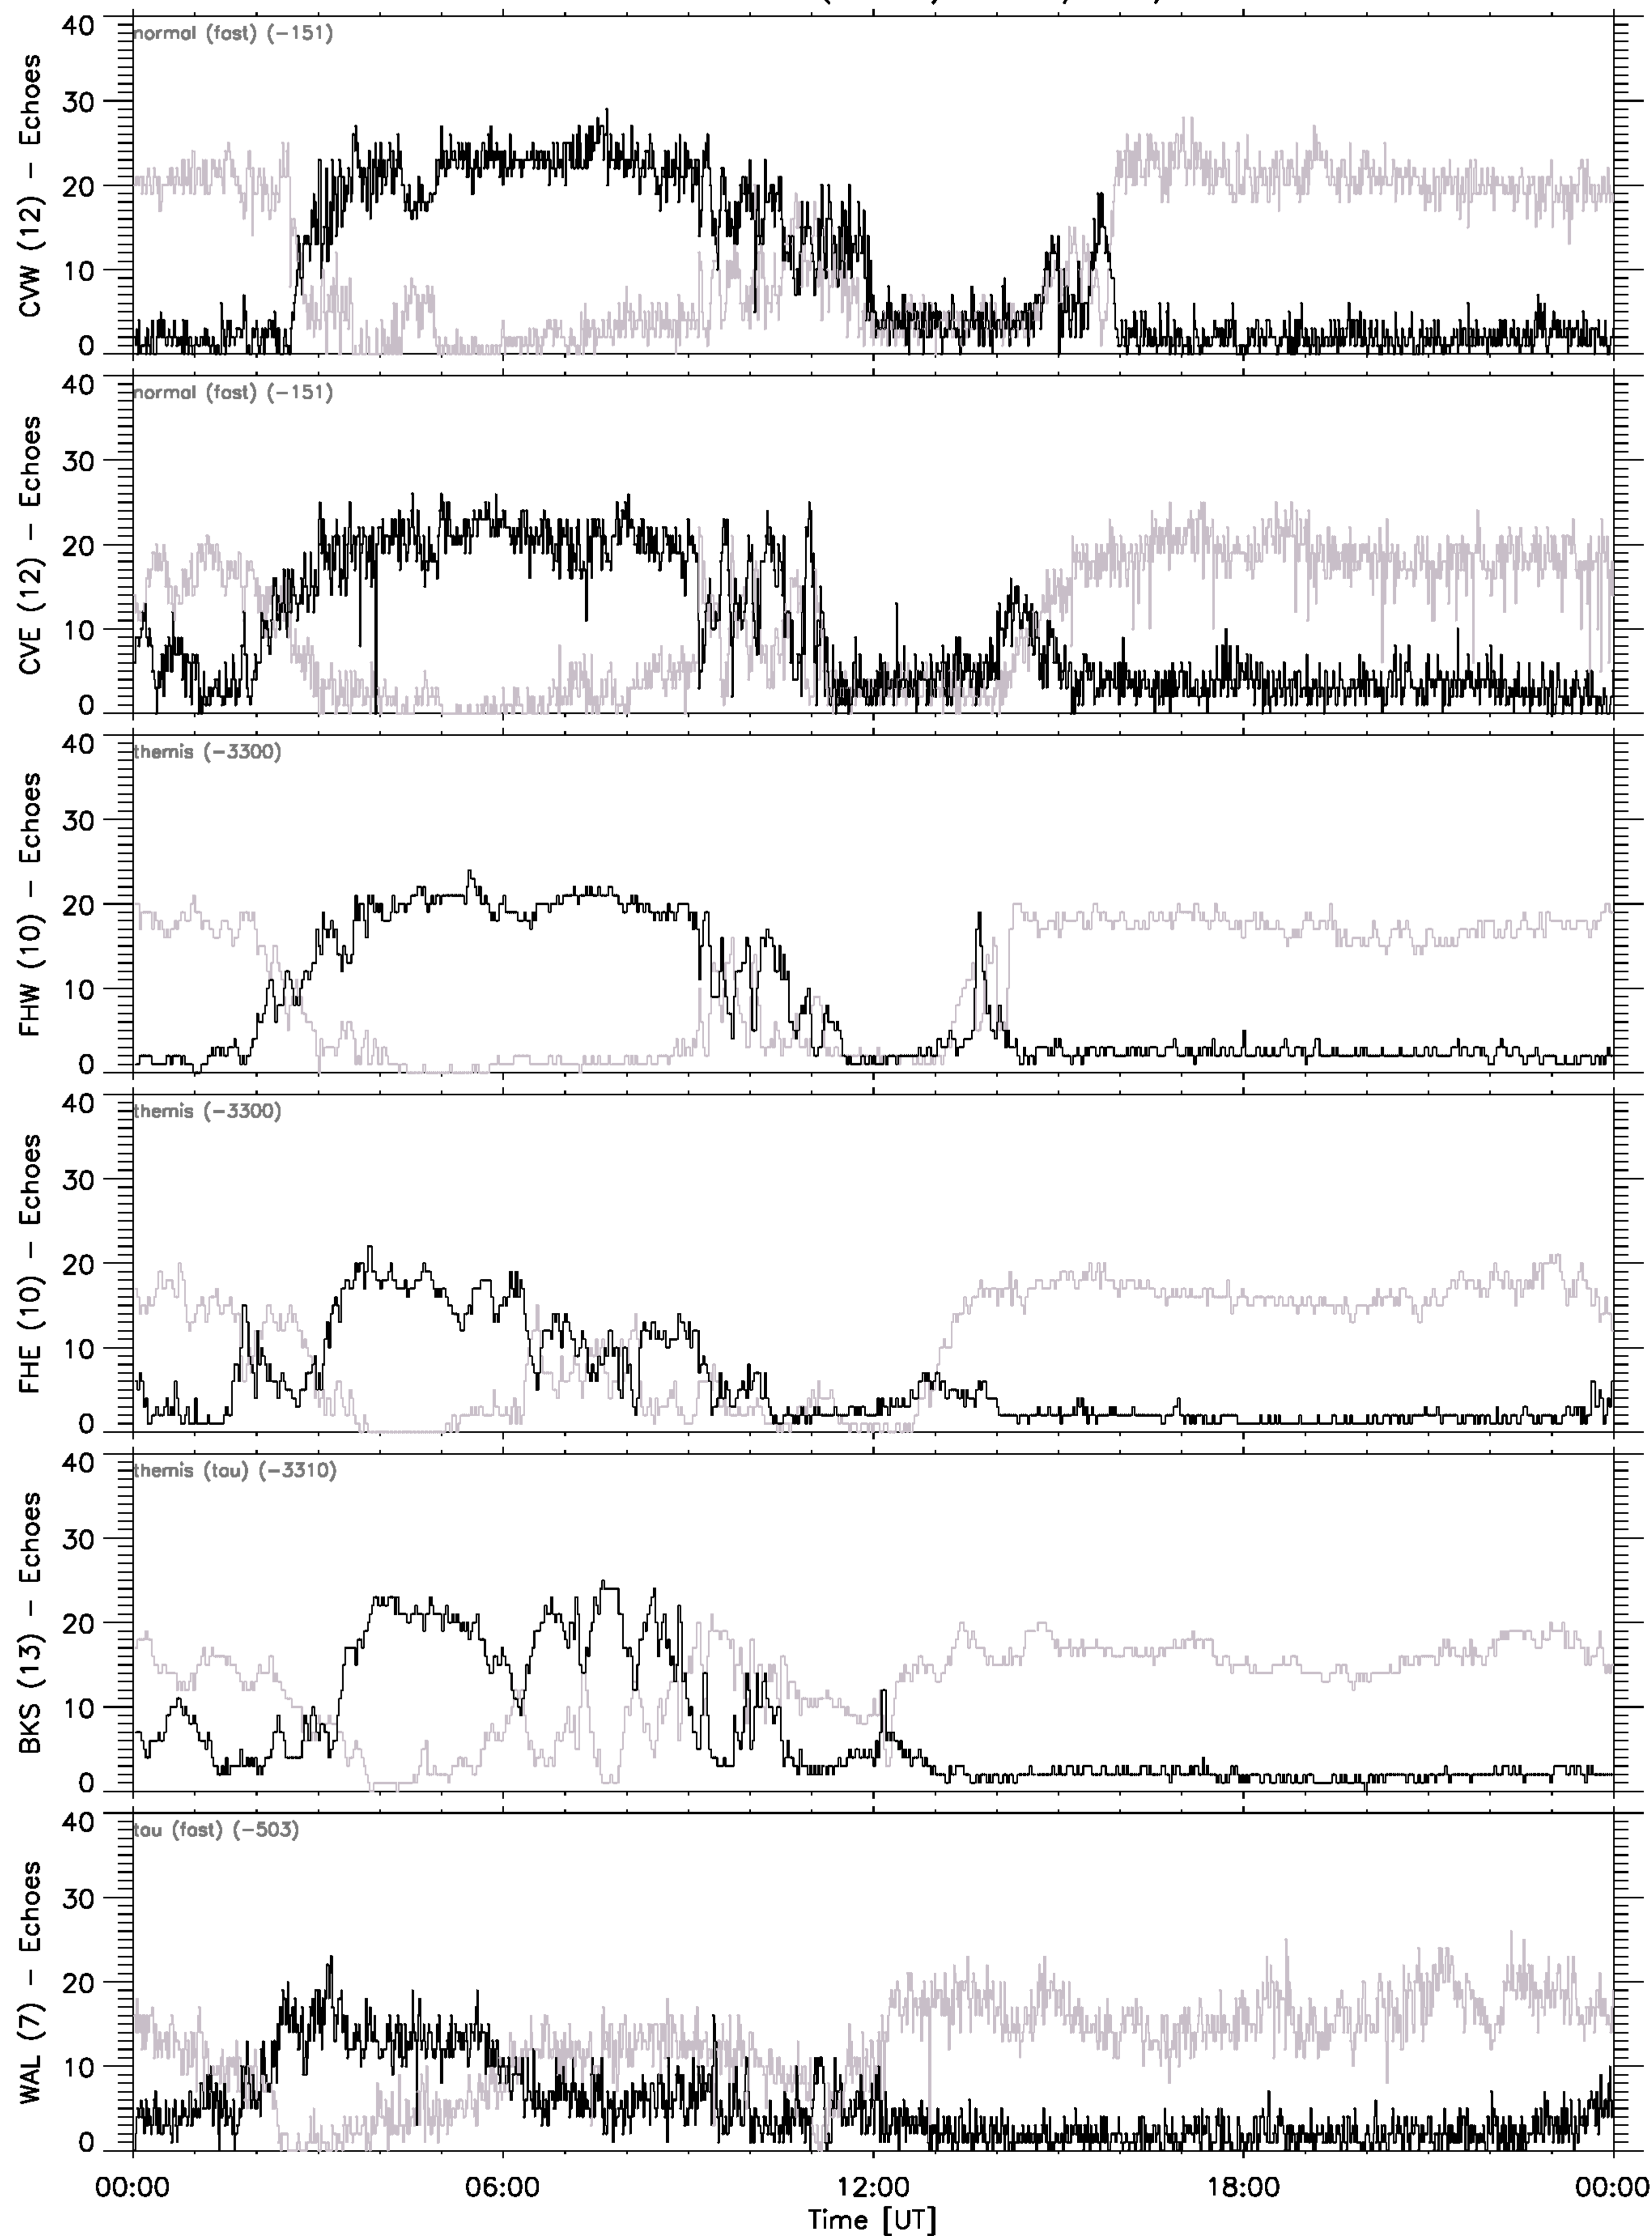 normal (fast) (-151)
CVW (12) - Echoes
40
30
20
10
0
normal (fast) (-151)
CVE (12) - Echoes
40
30
20
10
0
themis (-3300)
FHW (10) - Echoes
40
30
20
10
0
themis (-3300)
FHE (10) - Echoes
40
30
20
10
0
themis (tau) (-3310)
BKS (13) - Echoes
40
30
20
10
0
tau (fast) (-503)
WAL (7) - Echoes
40
30
20
10
0
00:00 06:00 12:00 18:00 00:00
Time [UT]